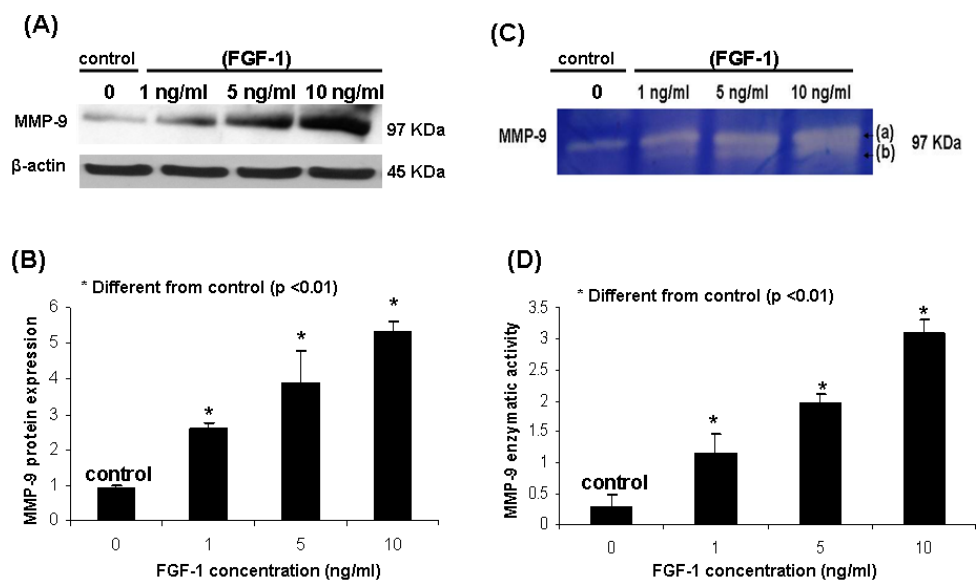 (A)
control
(FGF-1)
0 1 ng/ml 5 ng/ml 10 ng/ml
MMP-9
97 KDa
β-actin
45 KDa
(B)
* Different from control (p <0.01)
MMP-9 protein expression
6
5
4
3
2
1
0
control
*
*
*
0 1 5 10
FGF-1 concentration (ng/ml)
(C)
control
(FGF-1)
0 1 ng/ml 5 ng/ml 10 ng/ml
MMP-9
(a)
(b)
97 KDa
(D)
* Different from control (p <0.01)
MMP-9 enzymatic activity
3.5
3
2.5
2
1.5
1
0.5
0
control
*
*
*
0 1 5 10
FGF-1 concentration (ng/ml)